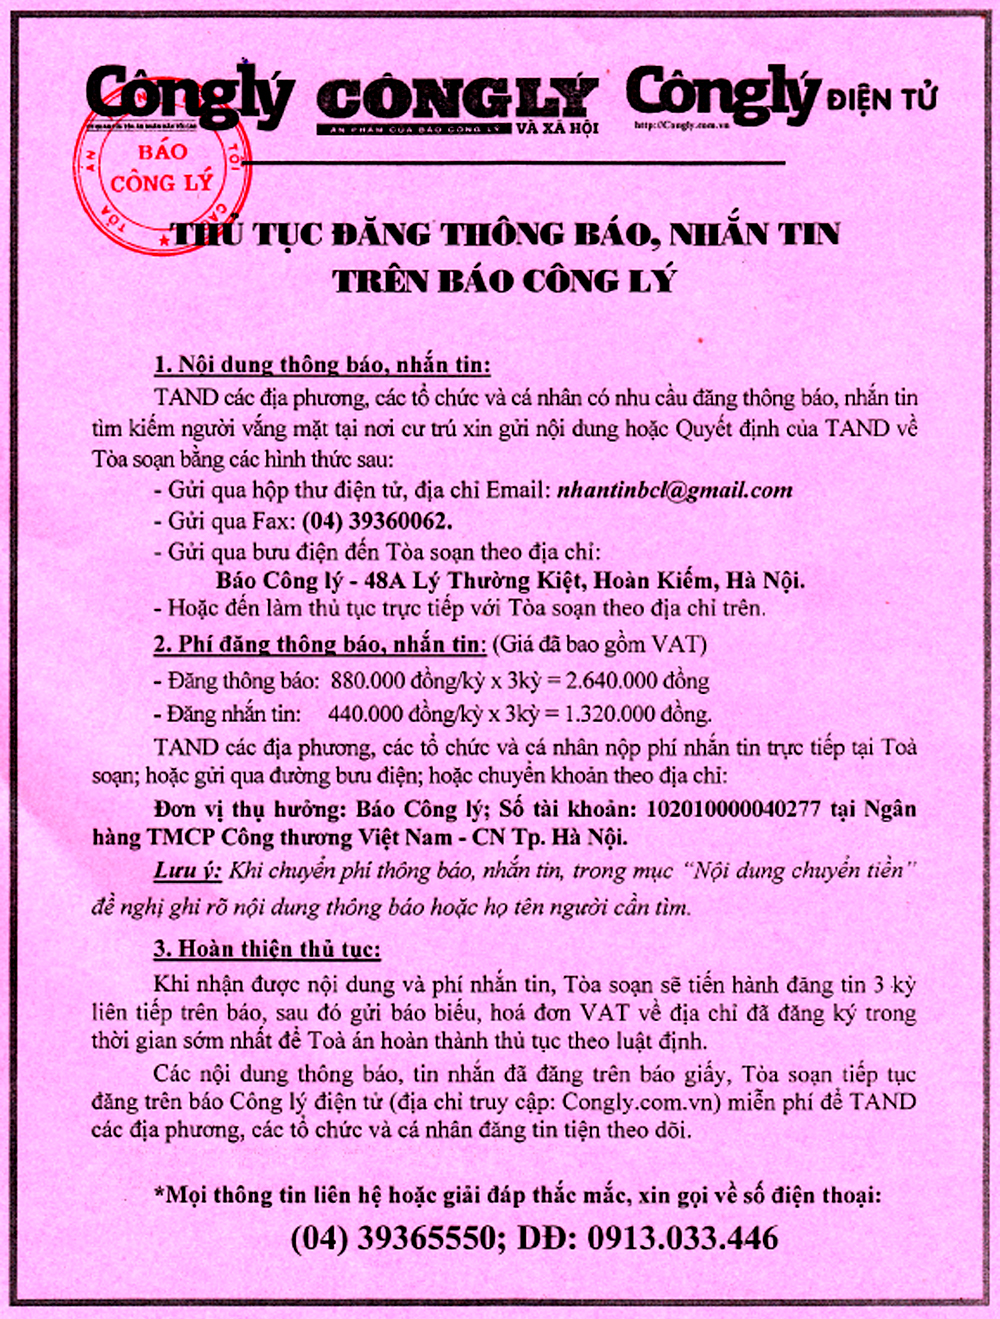 Công lý CÔNG LÝ Công lý ĐIỆN TỬ
ẤN PHẨM CỦA BÁO CÔNG LÝ VÀ XÃ HỘI http://Congly.com.vn
BÁO
CÔNG LÝ
TÒA ÁN TỐI CAO
THỦ TỤC ĐĂNG THÔNG BÁO, NHẮN TIN
TRÊN BÁO CÔNG LÝ
1. Nội dung thông báo, nhắn tin:
TAND các địa phương, các tổ chức và cá nhân có nhu cầu đăng thông báo, nhắn tin
tìm kiếm người vắng mặt tại nơi cư trú xin gửi nội dung hoặc Quyết định của TAND về
Tòa soạn bằng các hình thức sau:
- Gửi qua hộp thư điện tử, địa chỉ Email: nhantinbcl@gmail.com
- Gửi qua Fax: (04) 39360062.
- Gửi qua bưu điện đến Tòa soạn theo địa chỉ:
Báo Công lý - 48A Lý Thường Kiệt, Hoàn Kiếm, Hà Nội.
- Hoặc đến làm thủ tục trực tiếp với Tòa soạn theo địa chỉ trên.
2. Phí đăng thông báo, nhắn tin: (Giá đã bao gồm VAT)
- Đăng thông báo: 880.000 đồng/kỳ x 3kỳ = 2.640.000 đồng
- Đăng nhắn tin: 440.000 đồng/kỳ x 3kỳ = 1.320.000 đồng.
TAND các địa phương, các tổ chức và cá nhân nộp phí nhắn tin trực tiếp tại Toà
soạn; hoặc gửi qua đường bưu điện; hoặc chuyển khoản theo địa chỉ:
Đơn vị thụ hưởng: Báo Công lý; Số tài khoản: 102010000040277 tại Ngân
hàng TMCP Công thương Việt Nam - CN Tp. Hà Nội.
Lưu ý: Khi chuyển phí thông báo, nhắn tin, trong mục “Nội dung chuyển tiền”
đề nghị ghi rõ nội dung thông báo hoặc họ tên người cần tìm.
3. Hoàn thiện thủ tục:
Khi nhận được nội dung và phí nhắn tin, Tòa soạn sẽ tiến hành đăng tin 3 kỳ
liên tiếp trên báo, sau đó gửi báo biếu, hoá đơn VAT về địa chỉ đã đăng ký trong
thời gian sớm nhất để Toà án hoàn thành thủ tục theo luật định.
Các nội dung thông báo, tin nhắn đã đăng trên báo giấy, Tòa soạn tiếp tục
đăng trên báo Công lý điện tử (địa chỉ truy cập: Congly.com.vn) miễn phí để TAND
các địa phương, các tổ chức và cá nhân đăng tin tiện theo dõi.
*Mọi thông tin liên hệ hoặc giải đáp thắc mắc, xin gọi về số điện thoại:
(04) 39365550; DĐ: 0913.033.446